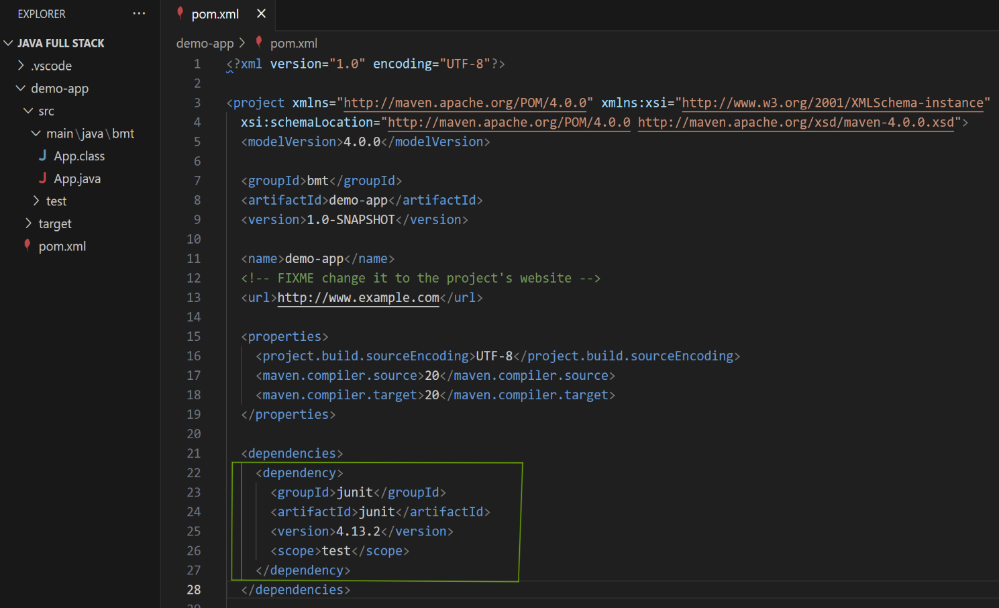 EXPLORER ...
JAVA FULL STACK
.vscode
demo-app
src
main\java\bmt
App.class
App.java
test
target
pom.xml
pom.xml
demo-app > pom.xml
1 <?xml version="1.0" encoding="UTF-8"?>
2
3 <project xmlns="http://maven.apache.org/POM/4.0.0" xmlns:xsi="http://www.w3.org/2001/XMLSchema-instance"
4 xsi:schemaLocation="http://maven.apache.org/POM/4.0.0 http://maven.apache.org/xsd/maven-4.0.0.xsd">
5 <modelVersion>4.0.0</modelVersion>
6
7 <groupId>bmt</groupId>
8 <artifactId>demo-app</artifactId>
9 <version>1.0-SNAPSHOT</version>
10
11 <name>demo-app</name>
12 <!-- FIXME change it to the project's website -->
13 <url>http://www.example.com</url>
14
15 <properties>
16 <project.build.sourceEncoding>UTF-8</project.build.sourceEncoding>
17 <maven.compiler.source>20</maven.compiler.source>
18 <maven.compiler.target>20</maven.compiler.target>
19 </properties>
20
21 <dependencies>
22 <dependency>
23 <groupId>junit</groupId>
24 <artifactId>junit</artifactId>
25 <version>4.13.2</version>
26 <scope>test</scope>
27 </dependency>
28 </dependencies>